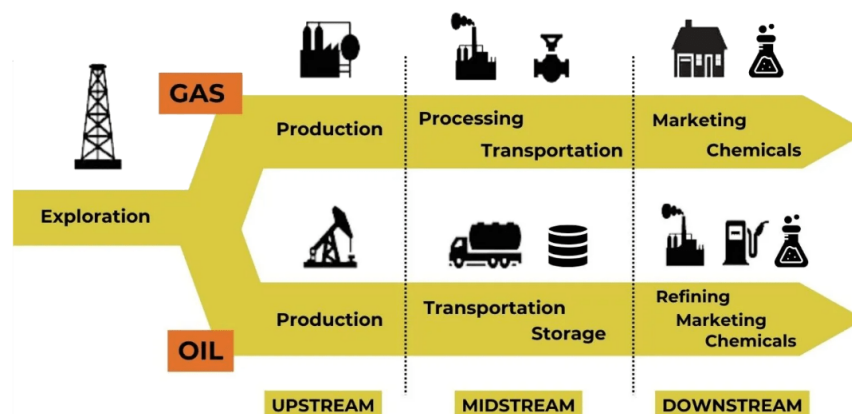 GAS
Production
Processing
Transportation
Marketing
Chemicals
Exploration
OIL
Production
Transportation
Storage
Refining
Marketing
Chemicals
UPSTREAM
MIDSTREAM
DOWNSTREAM